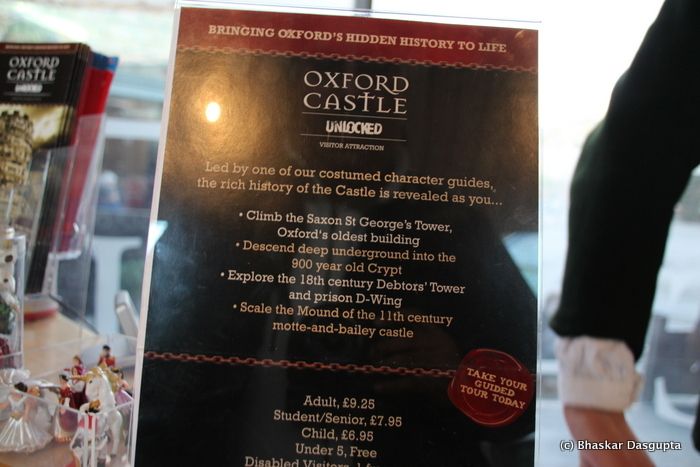 BRINGING OXFORD'S HIDDEN HISTORY TO LIFE
OXFORD
CASTLE
UNLOCKED
VISITOR ATTRACTION
Led by one of our costumed character guides,
the rich history of the Castle is revealed as you...
• Climb the Saxon St George's Tower,
Oxford's oldest building
• Descend deep underground into the
900 year old Crypt
• Explore the 18th century Debtors' Tower
and prison D-Wing
• Scale the Mound of the 11th century
motte-and-bailey castle
TAKE YOUR
GUIDED
TOUR TODAY
Adult, £9.25
Student/Senior, £7.95
Child, £6.95
Under 5, Free
Disabled Visitors, 1 f
OXFORD
CASTLE
UNLOCKED
(c) Bhaskar Dasgupta